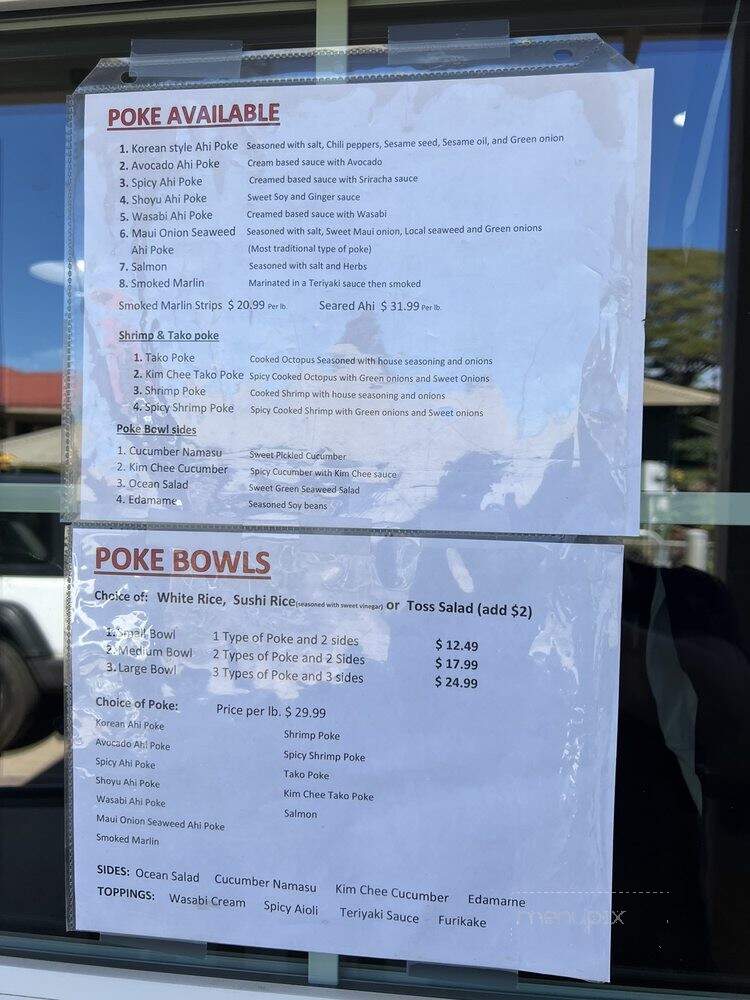 POKE AVAILABLE
1. Korean style Ahi Poke Seasoned with salt, Chili peppers, Sesame seed, Sesame oil, and Green onion
2. Avocado Ahi Poke Cream based sauce with Avocado
3. Spicy Ahi Poke Creamed based sauce with Sriracha sauce
4. Shoyu Ahi Poke Sweet Soy and Ginger sauce
5. Wasabi Ahi Poke Creamed based sauce with Wasabi
6. Maui Onion Seaweed Seasoned with salt, Sweet Maui onion, Local seaweed and Green onions
Ahi Poke (Most traditional type of poke)
7. Salmon Seasoned with salt and Herbs
8. Smoked Marlin Marinated in a Teriyaki sauce then smoked
Smoked Marlin Strips $ 20.99 Per lb. Seared Ahi $ 31.99 Per lb.
Shrimp & Tako poke
1. Tako Poke Cooked Octopus Seasoned with house seasoning and onions
2. Kim Chee Tako Poke Spicy Cooked Octopus with Green onions and Sweet Onions
3. Shrimp Poke Cooked Shrimp with house seasoning and onions
4. Spicy Shrimp Poke Spicy Cooked Shrimp with Green onions and Sweet onions
Poke Bowl sides
1. Cucumber Namasu Sweet Pickled Cucumber
2. Kim Chee Cucumber Spicy Cucumber with Kim Chee sauce
3. Ocean Salad Sweet Green Seaweed Salad
4. Edamame Seasoned Soy beans
POKE BOWLS
Choice of: White Rice, Sushi Rice(seasoned with sweet vinegar) or Toss Salad (add $2)
1. Small Bowl 1 Type of Poke and 2 sides $ 12.49
2. Medium Bowl 2 Types of Poke and 2 Sides $ 17.99
3. Large Bowl 3 Types of Poke and 3 sides $ 24.99
Choice of Poke: Price per lb. $ 29.99
Korean Ahi Poke Shrimp Poke
Avocado Ahi Poke Spicy Shrimp Poke
Spicy Ahi Poke Tako Poke
Shoyu Ahi Poke Kim Chee Tako Poke
Wasabi Ahi Poke Salmon
Maui Onion Seaweed Ahi Poke
Smoked Marlin
SIDES: Ocean Salad Cucumber Namasu Kim Chee Cucumber Edamame
TOPPINGS: Wasabi Cream Spicy Aioli Teriyaki Sauce Furikake
menupix